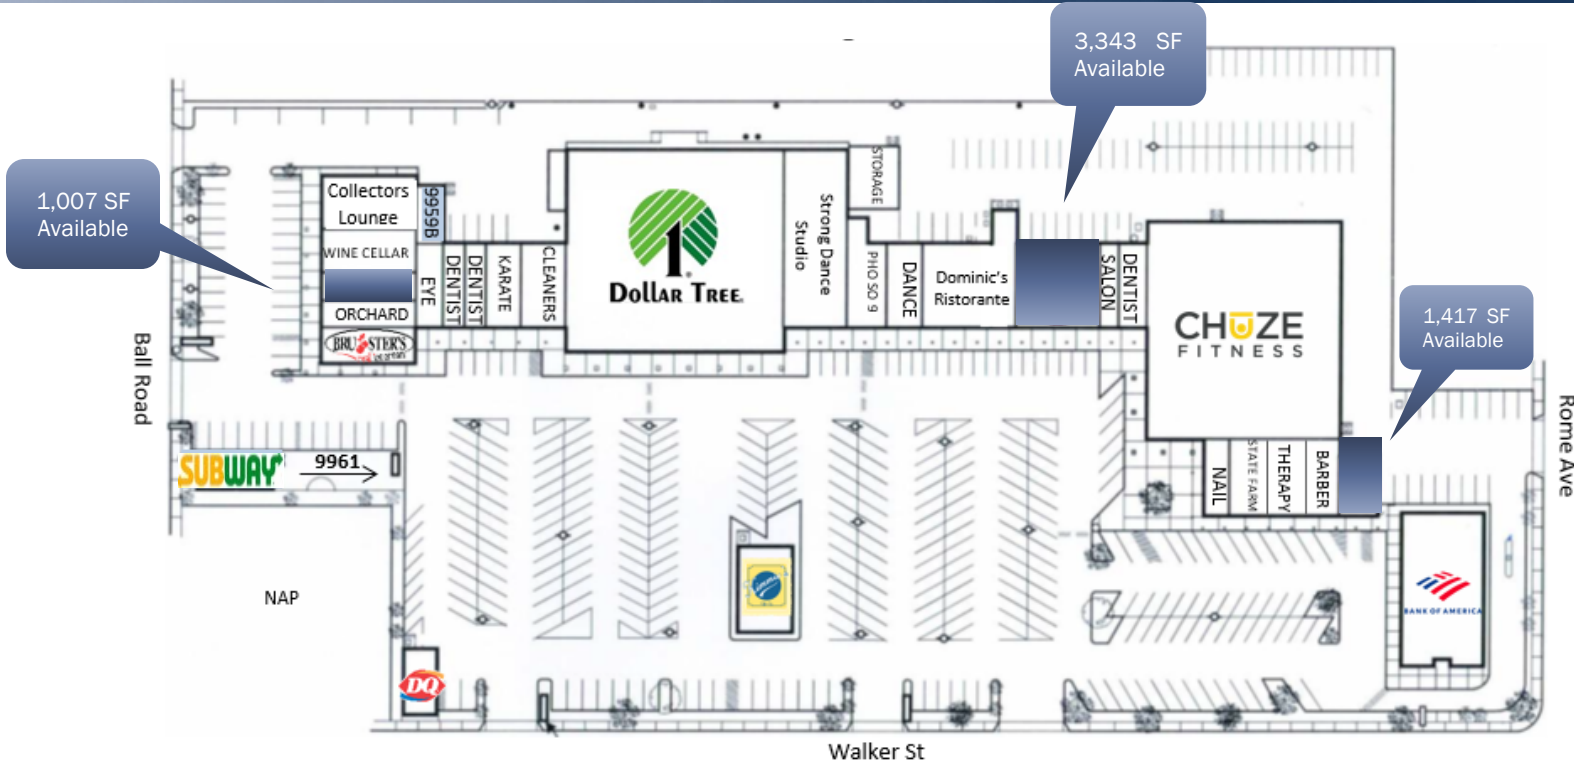 3,343 SF
Available
1,007 SF
Available
Collectors
Lounge
9959B
WINE CELLAR
ORCHARD
BRUSTER'S
EYE
DENTIST
DENTIST
KARATE
CLEANERS
DOLLAR TREE
Strong Dance
Studio
STORAGE
PHO SO 9
DANCE
Dominic's
Ristorante
SALON
DENTIST
CHUZE
FITNESS
1,417 SF
Available
Ball Road
Rome Ave
SUBWAY
9961
NAIL
STATE FARM
THERAPY
BARBER
NAP
DQ
BANK OF AMERICA
Walker St